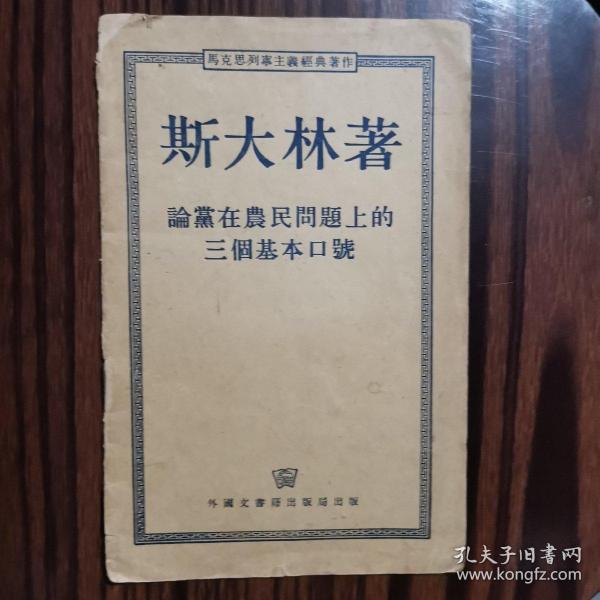 馬克思列寧主義經典著作
斯大林著
論黨在農民問題上的
三個基本口號
外國文書籍出版局出版
孔夫子旧书网
www.kongfz.com